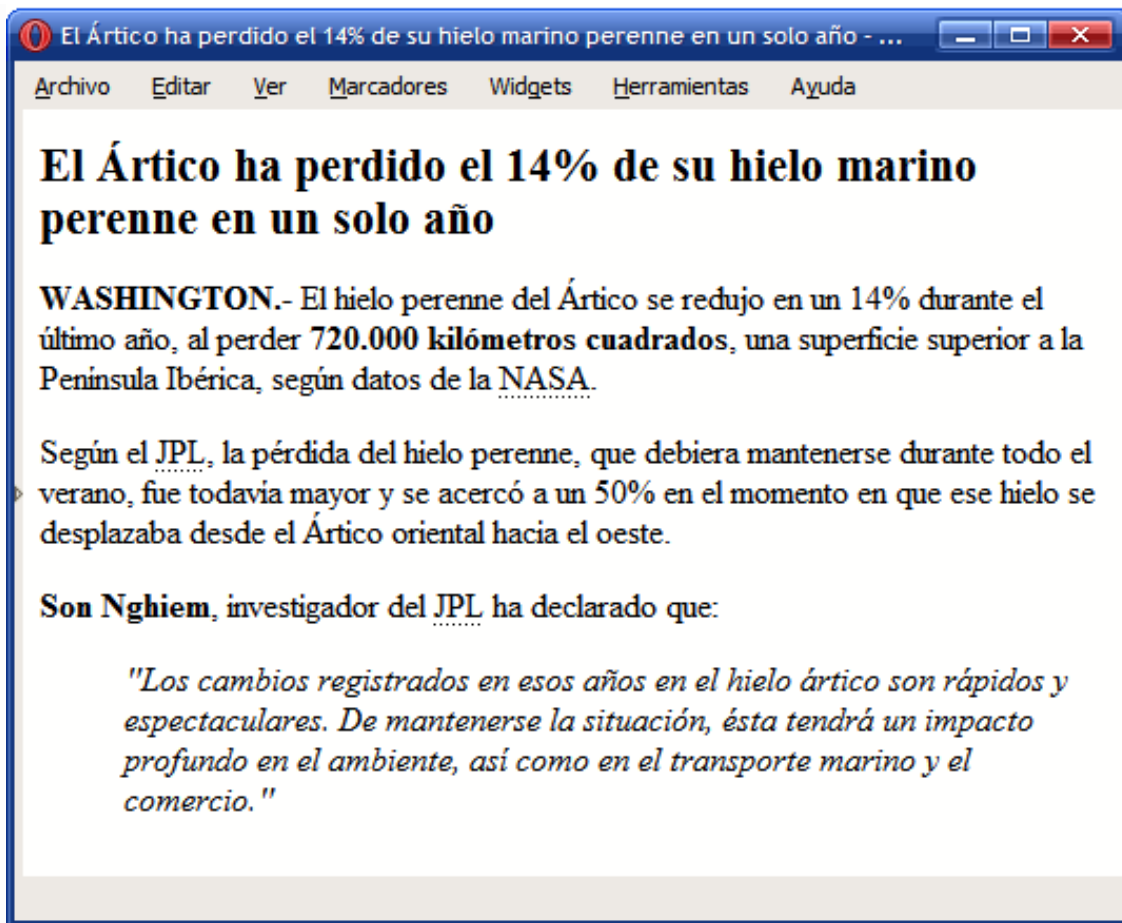 El Ártico ha perdido el 14% de su hielo marino perenne en un solo año - ...
Archivo Editar Ver Marcadores Widgets Herramientas Ayuda
El Ártico ha perdido el 14% de su hielo marino
perenne en un solo año
WASHINGTON.- El hielo perenne del Ártico se redujo en un 14% durante el
último año, al perder 720.000 kilómetros cuadrados, una superficie superior a la
Península Ibérica, según datos de la NASA.
Según el JPL, la pérdida del hielo perenne, que debiera mantenerse durante todo el
verano, fue todavía mayor y se acercó a un 50% en el momento en que ese hielo se
desplazaba desde el Ártico oriental hacia el oeste.
Son Nghiem, investigador del JPL ha declarado que:
"Los cambios registrados en esos años en el hielo ártico son rápidos y
espectaculares. De mantenerse la situación, ésta tendrá un impacto
profundo en el ambiente, así como en el transporte marino y el
comercio."